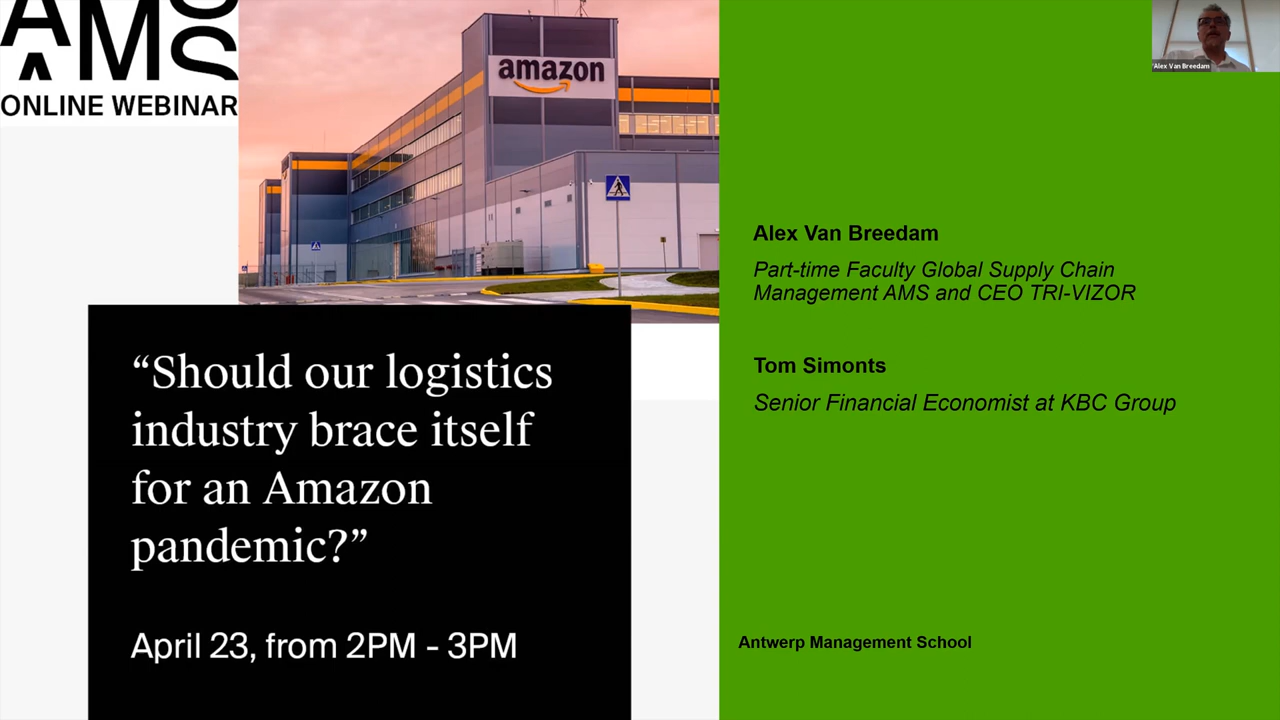 AMS
ONLINE WEBINAR
amazon
“Should our logistics
industry brace itself
for an Amazon
pandemic?”
April 23, from 2PM - 3PM
Alex Van Breedam
Part-time Faculty Global Supply Chain
Management AMS and CEO TRI-VIZOR
Tom Simonts
Senior Financial Economist at KBC Group
Antwerp Management School
Alex Van Breedam